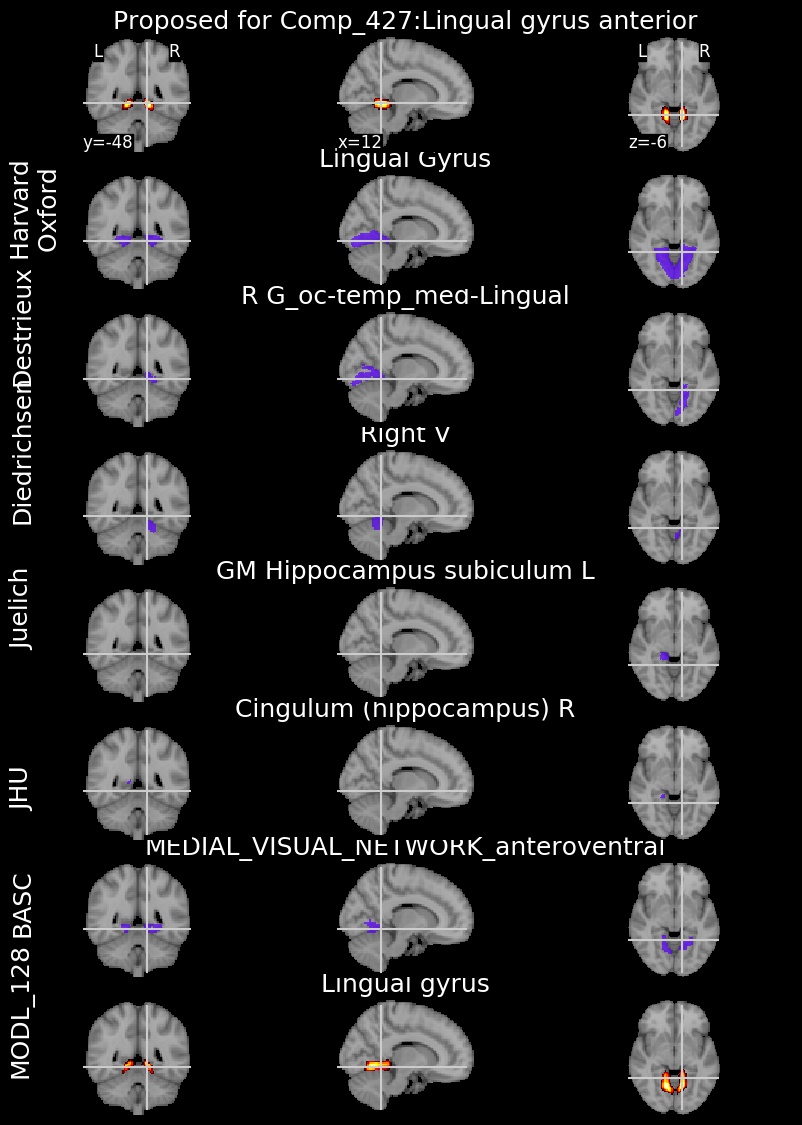 Proposed for Comp_427:Lingual gyrus anterior
L R
L R
y=-48
x=12
z=-6
Harvard
Oxford
Lingual Gyrus
Destrieux
R G_oc-temp_med-Lingual
Diedrichsen
Right V
Juelich
GM Hippocampus subiculum L
JHU
Cingulum (hippocampus) R
BASC
MEDIAL_VISUAL_NETWORK_anteroventral
MODL_128
Lingual gyrus